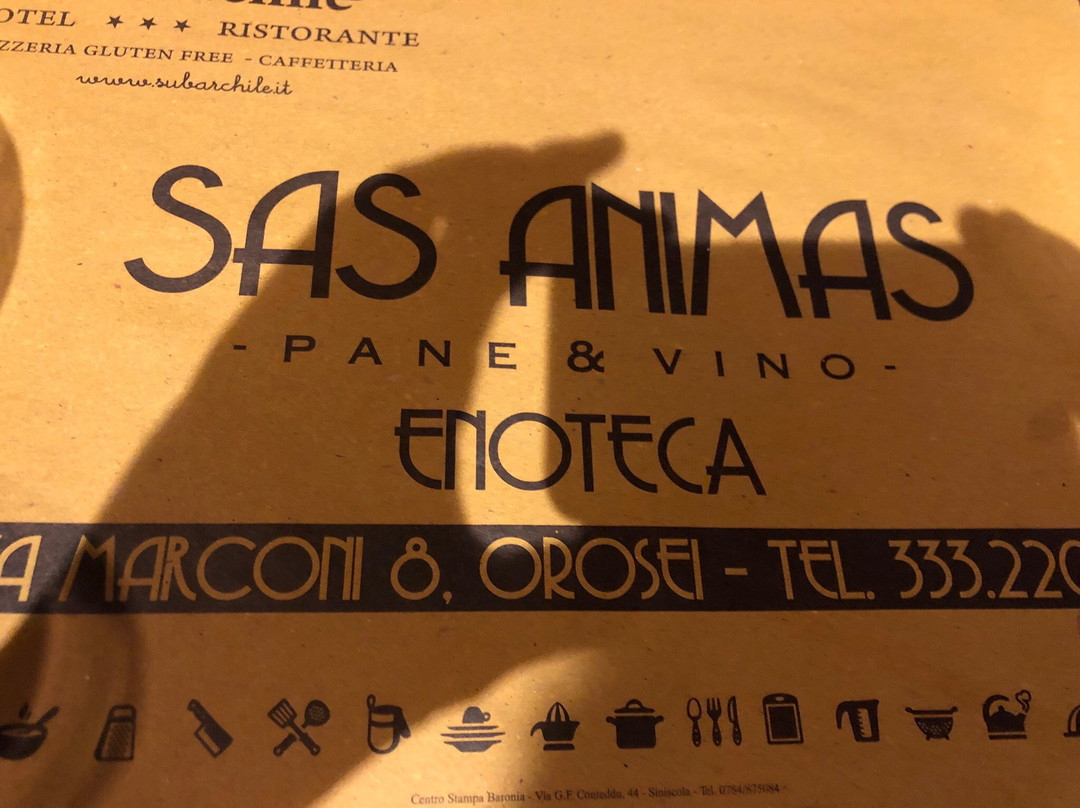 OTEL ★ ★ ★ RISTORANTE
ZZERIA GLUTEN FREE - CAFFETTERIA
www.subarchile.it
SAS ANIMAS
-PANE & VINO-
ENOTECA
A MARCONI 8, OROSEI - TEL. 333.220
Centro Stampa Baronia - Via G.F. Conteddu, 44 - Siniscola - Tel. 0784/875084